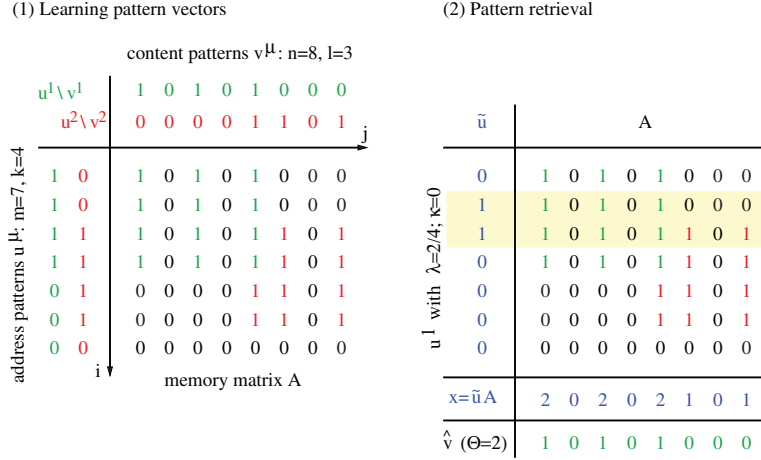 (1) Learning pattern vectors
content patterns v^μ: n=8, l=3
u^1 \ v^1 1 0 1 0 1 0 0 0
u^2 \ v^2 0 0 0 0 1 1 0 1
j
address patterns u^μ: m=7, k=4
1 0 1 0 1 0 1 0 0 0
1 0 1 0 1 0 1 0 0 0
1 1 1 0 1 0 1 1 0 1
1 1 1 0 1 0 1 1 0 1
0 1 0 0 0 0 1 1 0 1
0 1 0 0 0 0 1 1 0 1
0 0 0 0 0 0 0 0 0 0
i
memory matrix A
(2) Pattern retrieval
ũ A
u^1 with λ=2/4; κ=0
0 1 0 1 0 1 0 0 0
1 1 0 1 0 1 0 0 0
1 1 0 1 0 1 1 0 1
0 1 0 1 0 1 1 0 1
0 0 0 0 0 1 1 0 1
0 0 0 0 0 1 1 0 1
0 0 0 0 0 0 0 0 0
x=ũA 2 0 2 0 2 1 0 1
v̂ (Θ=2) 1 0 1 0 1 0 0 0